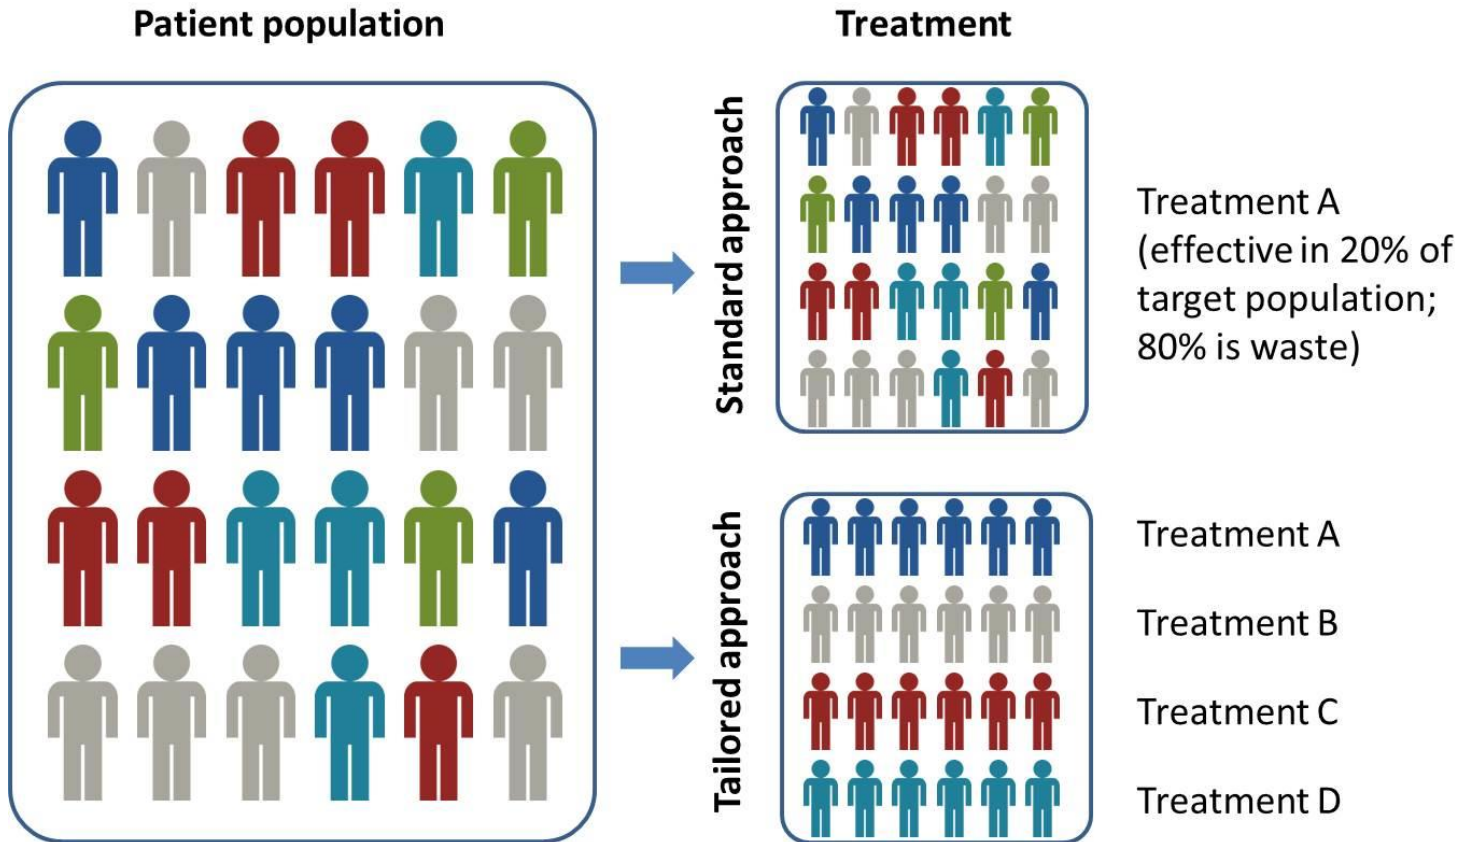 Patient population
Treatment
Standard approach
Treatment A
(effective in 20% of
target population;
80% is waste)
Tailored approach
Treatment A
Treatment B
Treatment C
Treatment D